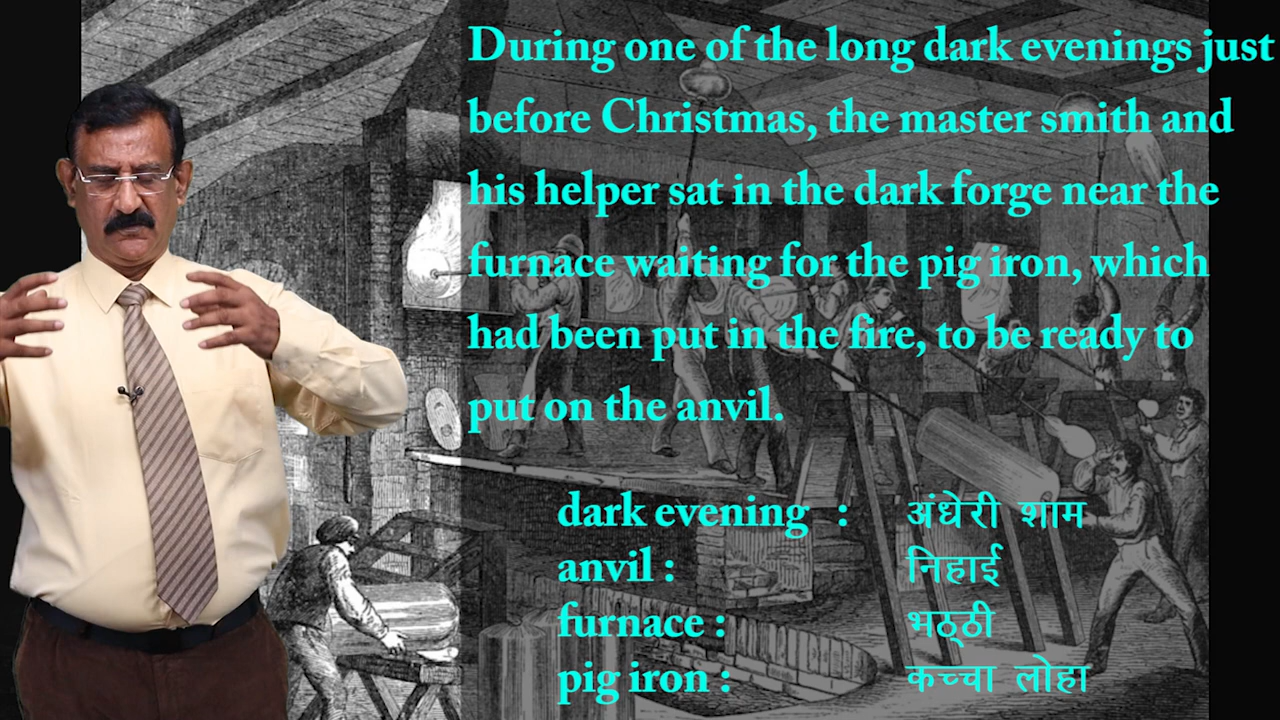 During one of the long dark evenings just
before Christmas, the master smith and
his helper sat in the dark forge near the
furnace waiting for the pig iron, which
had been put in the fire, to be ready to
put on the anvil.
dark evening : अंधेरी शाम
anvil : निहाई
furnace : भठ्ठी
pig iron : कच्चा लोहा